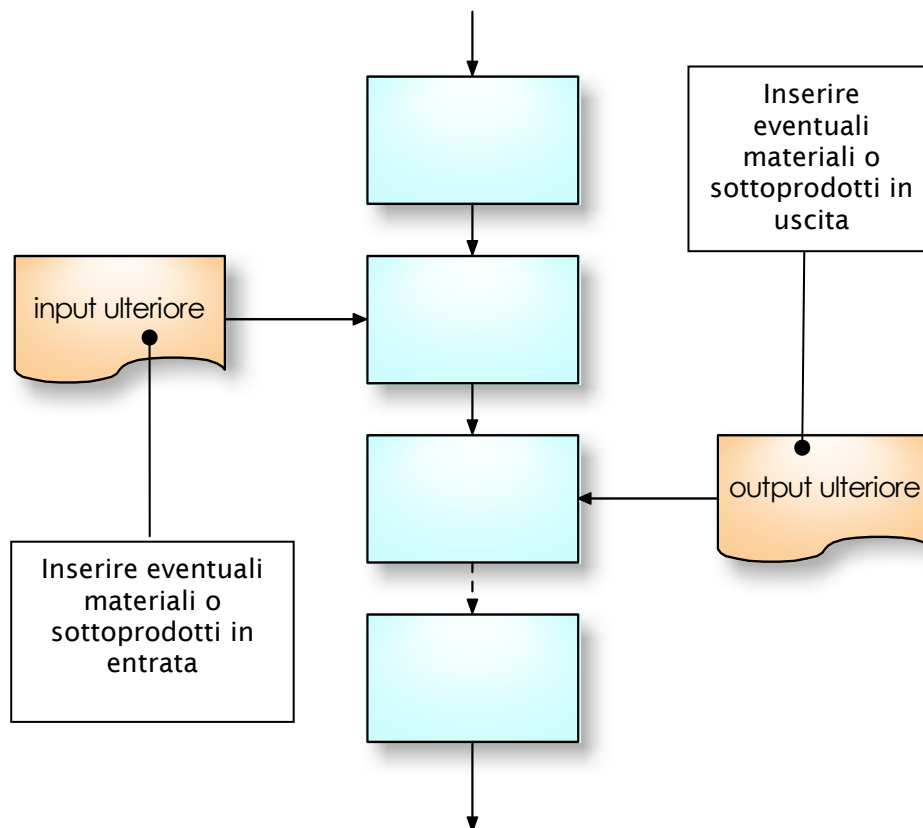 Inserire
eventuali
materiali o
sottoprodotti in
uscita
input ulteriore
output ulteriore
Inserire eventuali
materiali o
sottoprodotti in
entrata